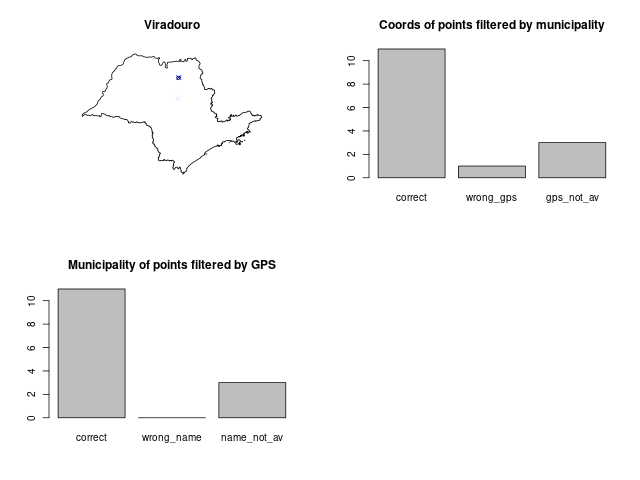 Viradouro
Coords of points filtered by municipality
10
8
6
4
2
0
correct wrong_gps gps_not_av
Municipality of points filtered by GPS
10
8
6
4
2
0
correct wrong_name name_not_av